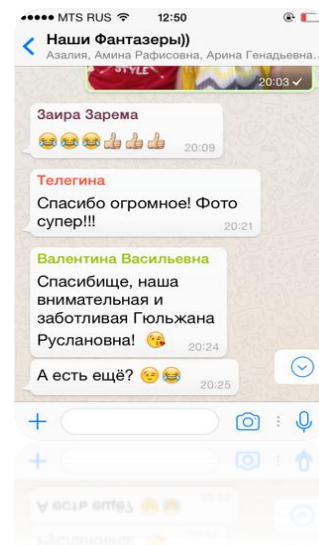 MTS RUS 12:50
Наши Фантазеры))
Азалия, Амина Рафисовна, Арина Генадьевна...
STYLE
20:03
Заира Зарема
20:09
Телегина
Спасибо огромное! Фото
супер!!!
20:21
Валентина Васильевна
Спасибище, наша
внимательная и
заботливая Гюльжана
Руслановна!
20:24
А есть ещё?
20:25